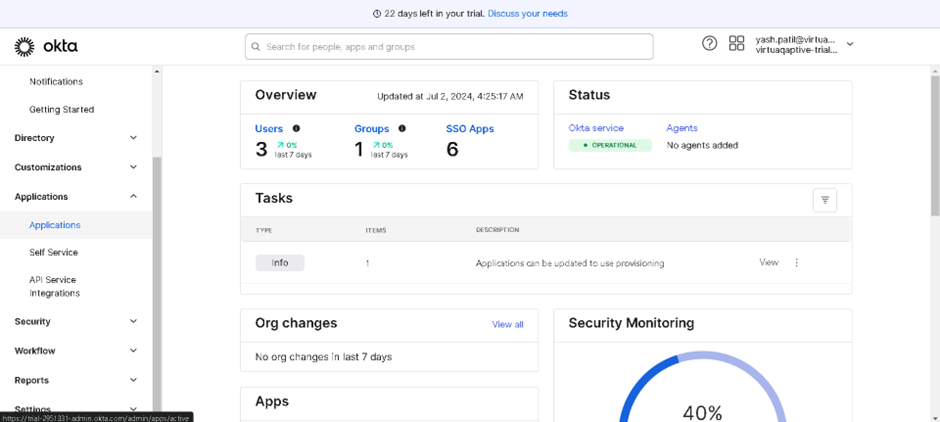 22 days left in your trial. Discuss your needs
okta
Search for people, apps and groups
yash.patil@virtua...
virtuaqaptive-trial...
Notifications
Getting Started
Directory
Customizations
Applications
Applications
Self Service
API Service
Integrations
Security
Workflow
Reports
Settings
https://trial-2951331-admin.okta.com/admin/apps/active
Overview
Updated at Jul 2, 2024, 4:25:17 AM
Users
3
0%
last 7 days
Groups
1
0%
last 7 days
SSO Apps
6
Status
Okta service
OPERATIONAL
Agents
No agents added
Tasks
TYPE ITEMS DESCRIPTION
Info 1 Applications can be updated to use provisioning View
Org changes
View all
No org changes in last 7 days
Apps
Security Monitoring
40%